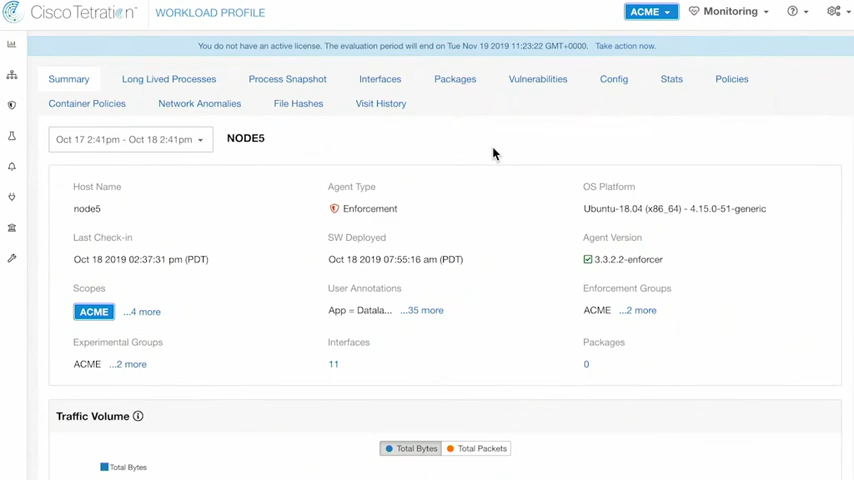 Cisco Tetration™ WORKLOAD PROFILE ACME Monitoring
You do not have an active license. The evaluation period will end on Tue Nov 19 2019 11:23:22 GMT+0000. Take action now.
Summary Long Lived Processes Process Snapshot Interfaces Packages Vulnerabilities Config Stats Policies
Container Policies Network Anomalies File Hashes Visit History
Oct 17 2:41pm - Oct 18 2:41pm NODE5
Host Name Agent Type OS Platform
node5 Enforcement Ubuntu-18.04 (x86_64) - 4.15.0-51-generic
Last Check-in SW Deployed Agent Version
Oct 18 2019 02:37:31 pm (PDT) Oct 18 2019 07:55:16 am (PDT) 3.3.2.2-enforcer
Scopes User Annotations Enforcement Groups
ACME ...4 more App = Datala... ...35 more ACME ...2 more
Experimental Groups Interfaces Packages
ACME ...2 more 11 0
Traffic Volume
Total Bytes Total Packets
Total Bytes